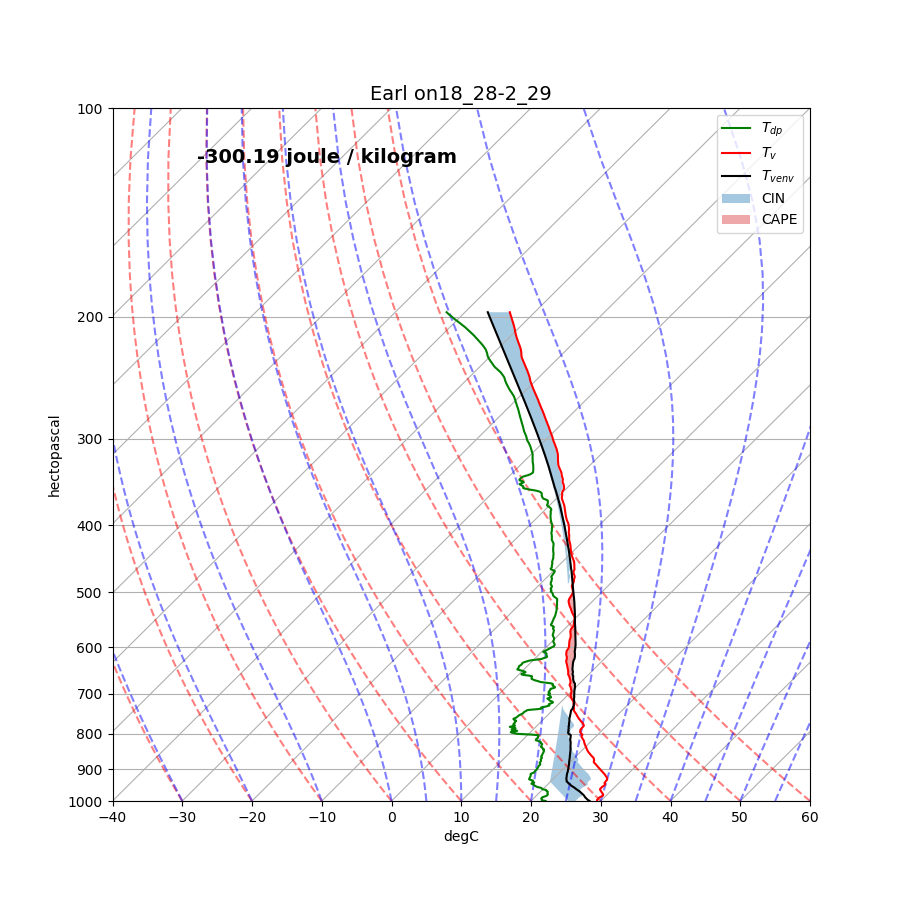 Earl on18_28-2_29
100
-300.19 joule / kilogram
T_dp
T_v
T_venv
CIN
CAPE
200
300
hectopascal
400
500
600
700
800
900
1000
−40 −30 −20 −10 0 10 20 30 40 50 60
degC